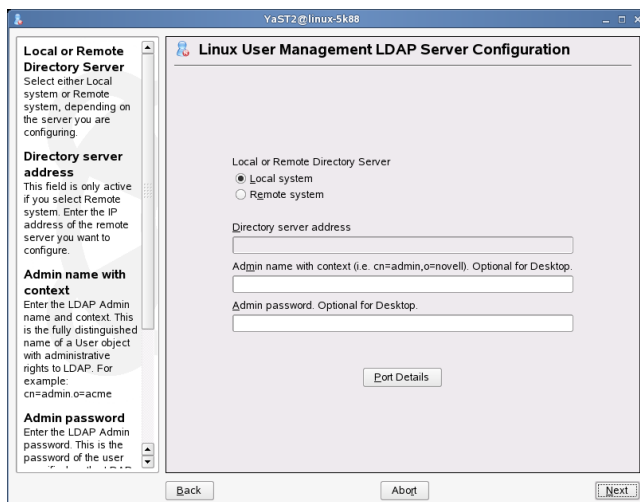 YaST2@linux-5k88
Local or Remote
Directory Server
Select either Local
system or Remote
system, depending on
the server you are
configuring.
Directory server
address
This field is only active
if you select Remote
system. Enter the IP
address of the remote
server you want to
configure.
Admin name with
context
Enter the LDAP Admin
name and context. This
is the fully distinguished
name of a User object
with administrative
rights to LDAP. For
example:
cn=admin.o=acme
Admin password
Enter the LDAP Admin
password. This is the
password of the user
Linux User Management LDAP Server Configuration
Local or Remote Directory Server
Local system
Remote system
Directory server address
Admin name with context (i.e. cn=admin,o=novell). Optional for Desktop.
Admin password. Optional for Desktop.
Port Details
Back
Abort
Next